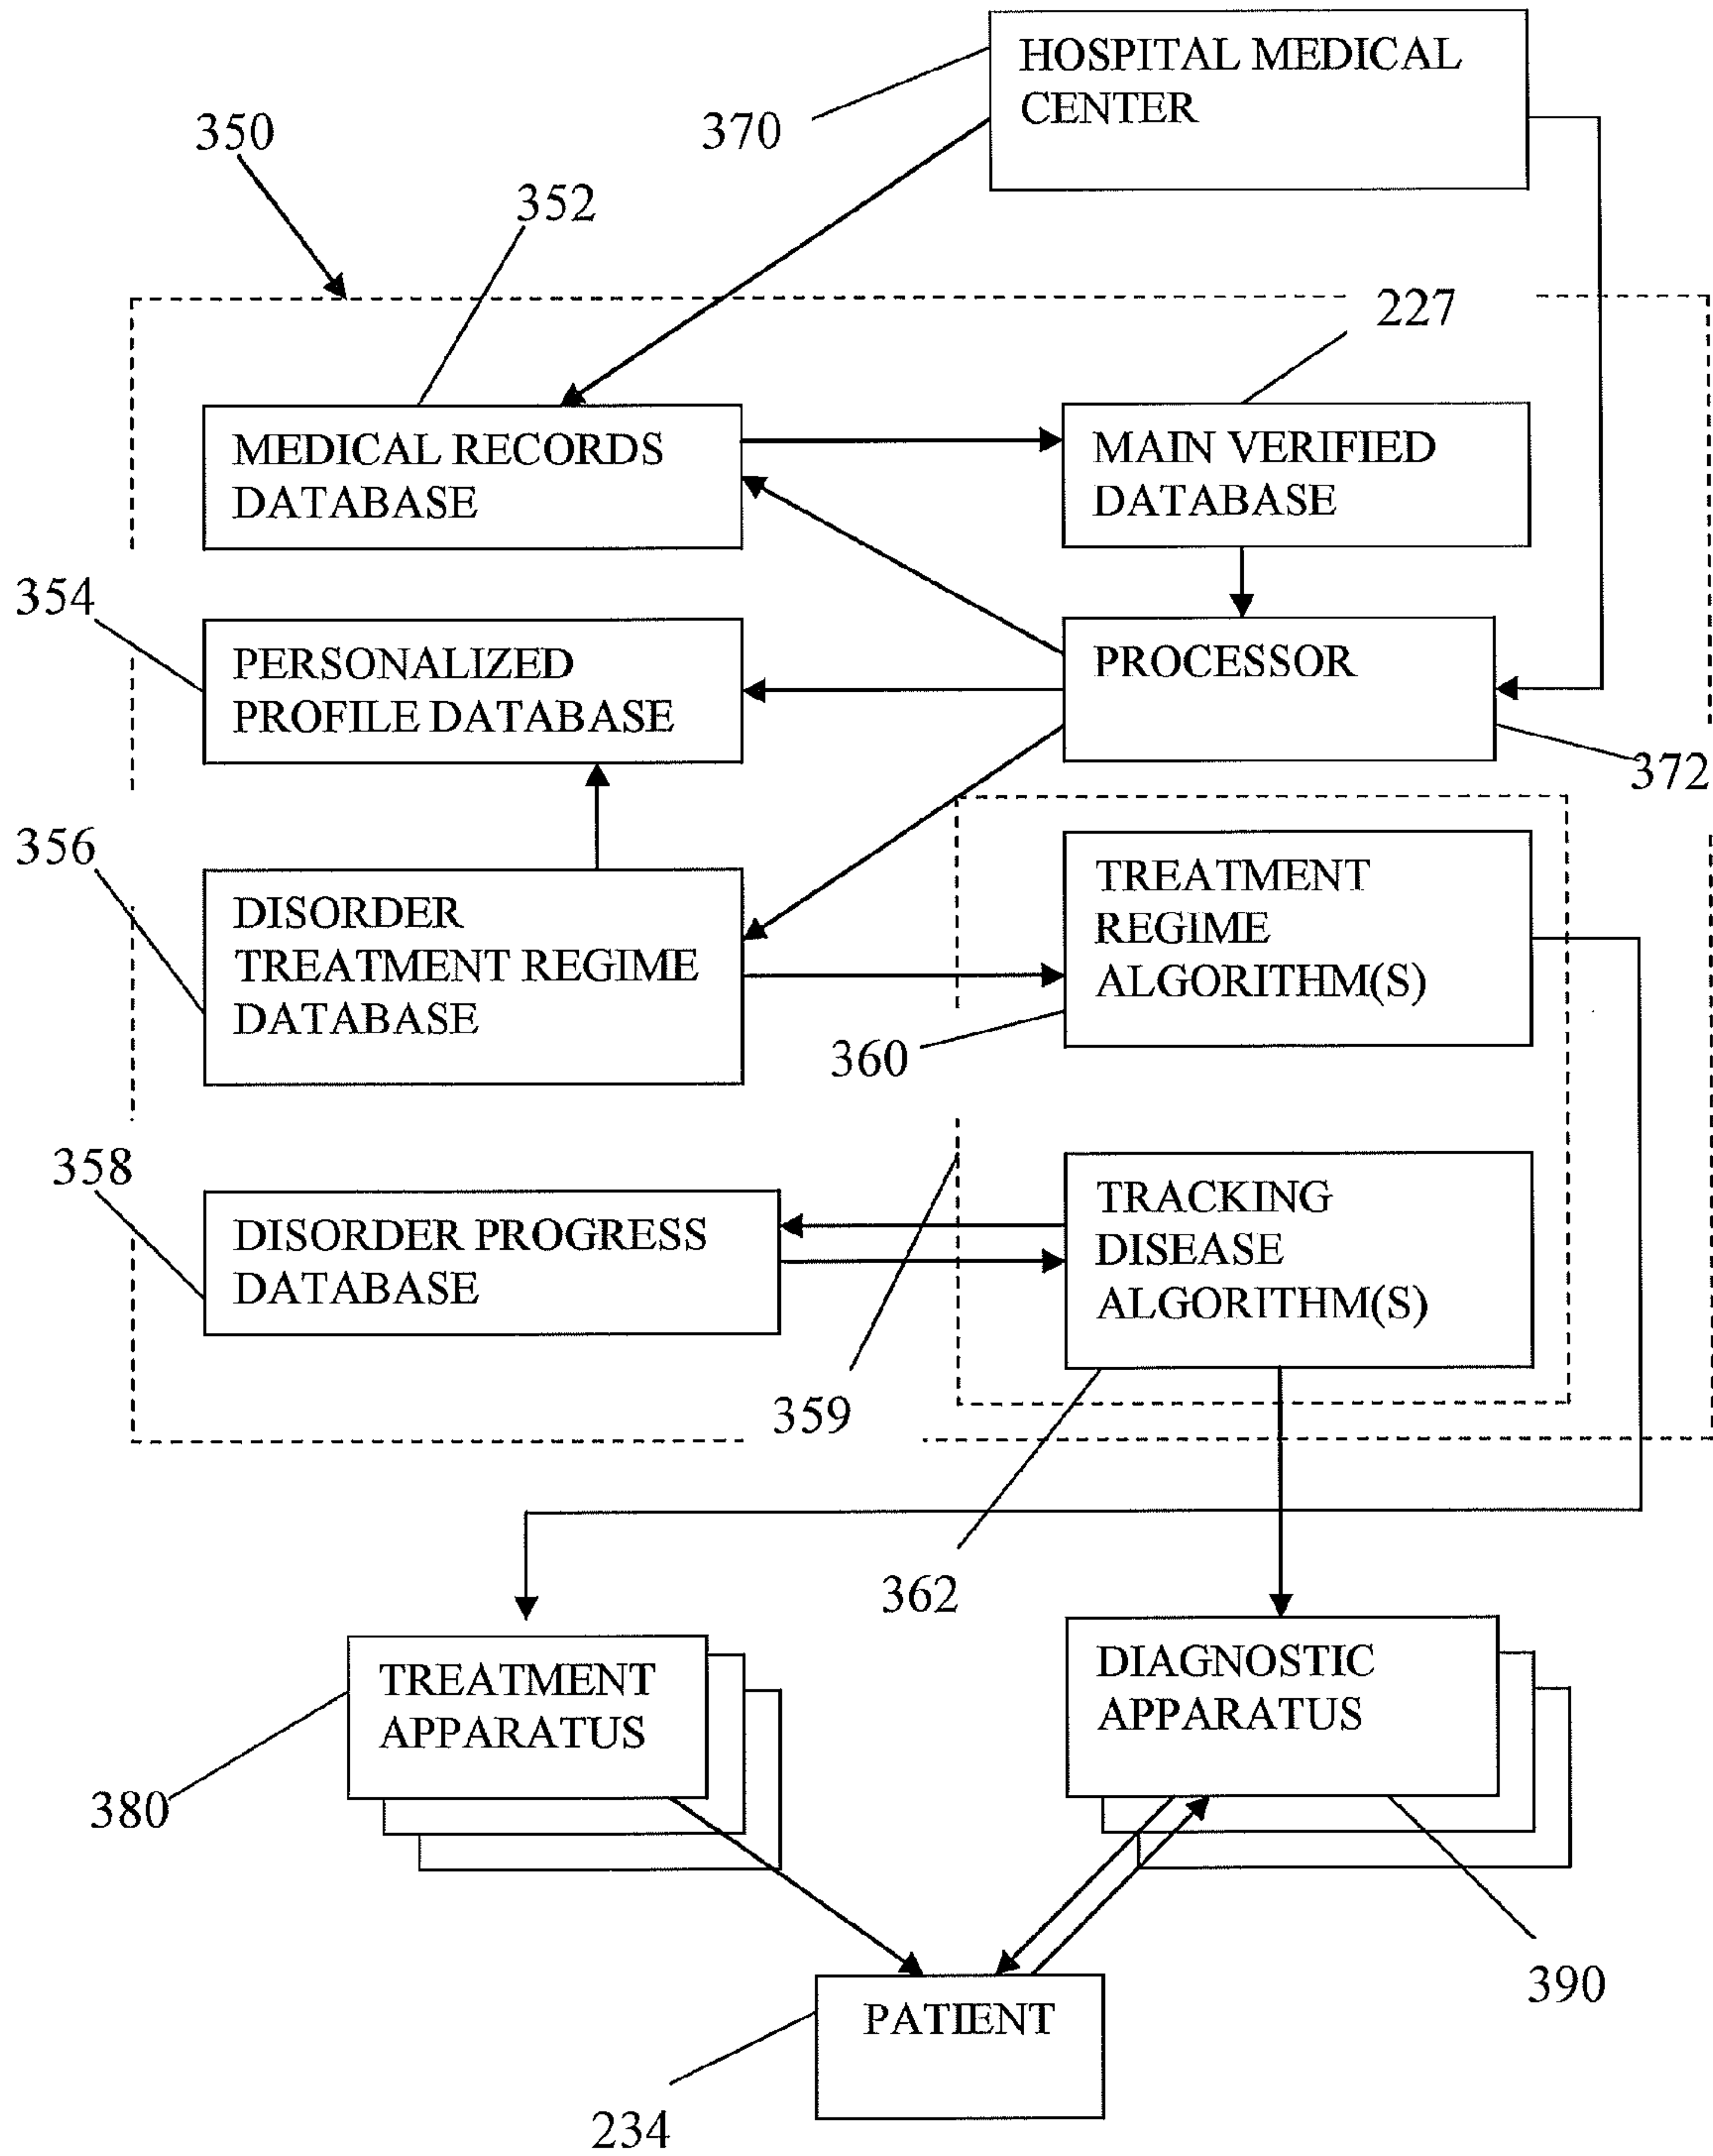 HOSPITAL MEDICAL
CENTER
370
350
352
227
MEDICAL RECORDS
DATABASE
MAIN VERIFIED
DATABASE
354
PERSONALIZED
PROFILE DATABASE
PROCESSOR
372
356
DISORDER
TREATMENT REGIME
DATABASE
TREATMENT
REGIME
ALGORITHM(S)
360
358
DISORDER PROGRESS
DATABASE
TRACKING
DISEASE
ALGORITHM(S)
359
362
TREATMENT
APPARATUS
380
DIAGNOSTIC
APPARATUS
390
PATIENT
234